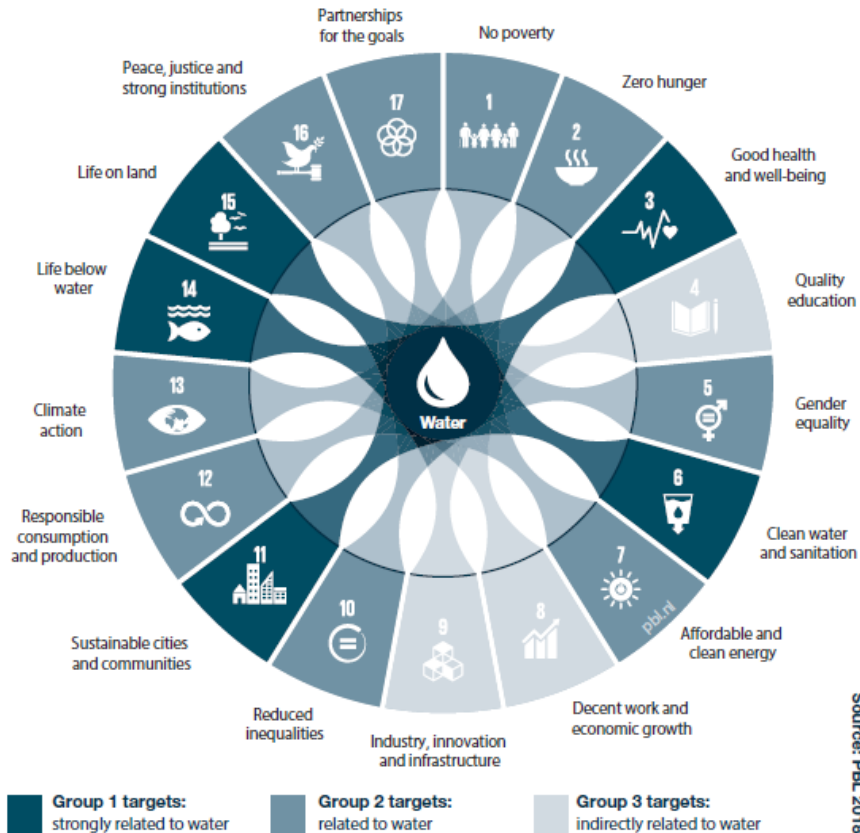 Partnerships
for the goals
No poverty
Peace, justice and
strong institutions
Zero hunger
Life on land
Good health
and well-being
Life below
water
Quality
education
Climate
action
Gender
equality
Responsible
consumption
and production
Clean water
and sanitation
Sustainable cities
and communities
Affordable and
clean energy
Reduced
inequalities
Industry, innovation
and infrastructure
Decent work and
economic growth
1
2
3
4
5
6
7
8
9
10
11
12
13
14
15
16
17
Water
pbl.nl
Group 1 targets:
strongly related to water
Group 2 targets:
related to water
Group 3 targets:
indirectly related to water